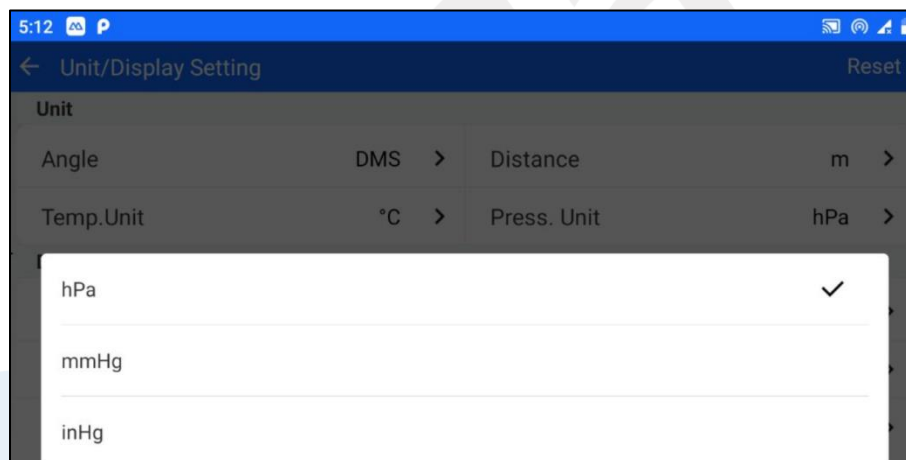 5:12
Unit/Display Setting Reset
Unit
Angle DMS Distance m
Temp.Unit °C Press. Unit hPa
hPa
mmHg
inHg